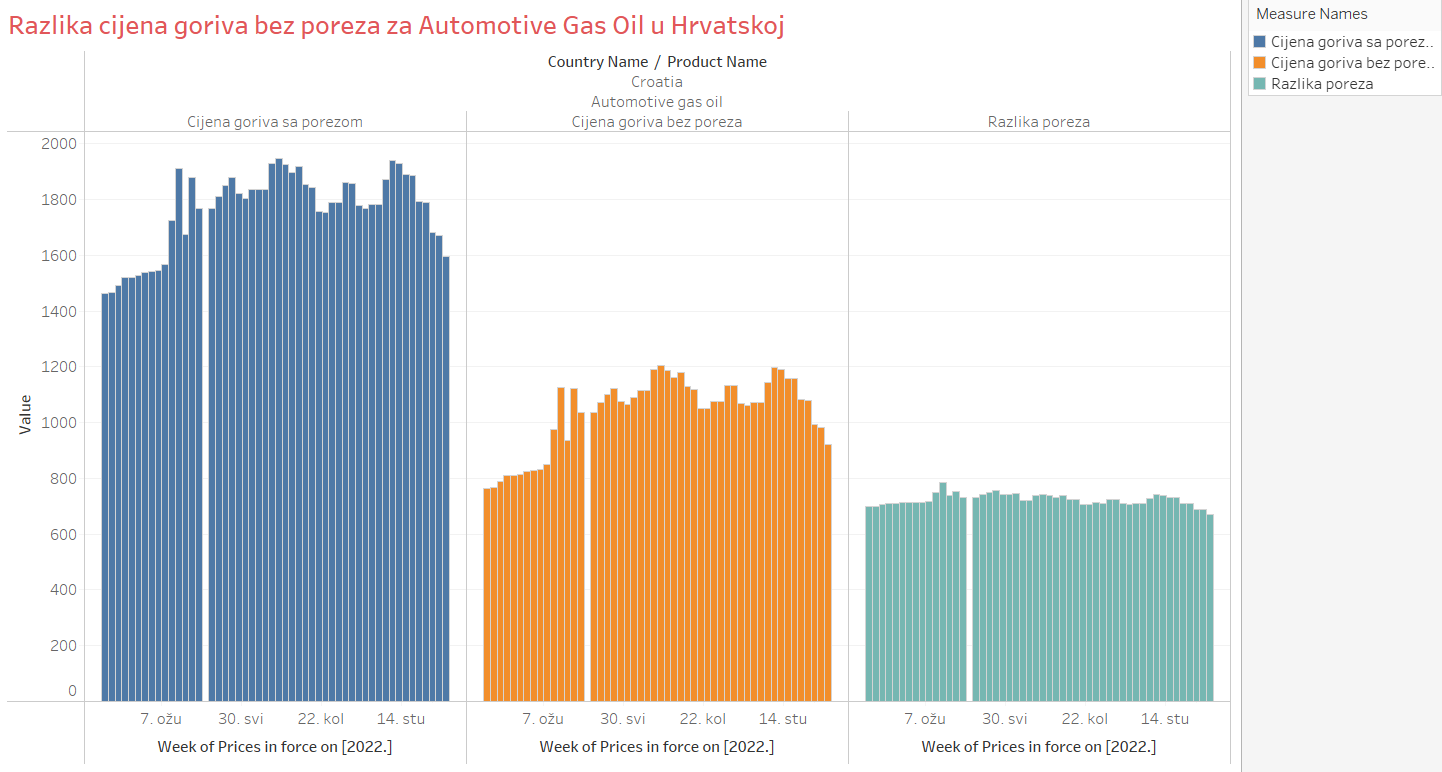 Razlika cijena goriva bez poreza za Automotive Gas Oil u Hrvatskoj
Measure Names
Cijena goriva sa porez..
Cijena goriva bez pore..
Razlika poreza
Country Name / Product Name
Croatia
Automotive gas oil
Cijena goriva sa porezom
Cijena goriva bez poreza
Razlika poreza
Value
2000
1800
1600
1400
1200
1000
800
600
400
200
0
7. ožu 30. svi 22. kol 14. stu
7. ožu 30. svi 22. kol 14. stu
7. ožu 30. svi 22. kol 14. stu
Week of Prices in force on [2022.]
Week of Prices in force on [2022.]
Week of Prices in force on [2022.]